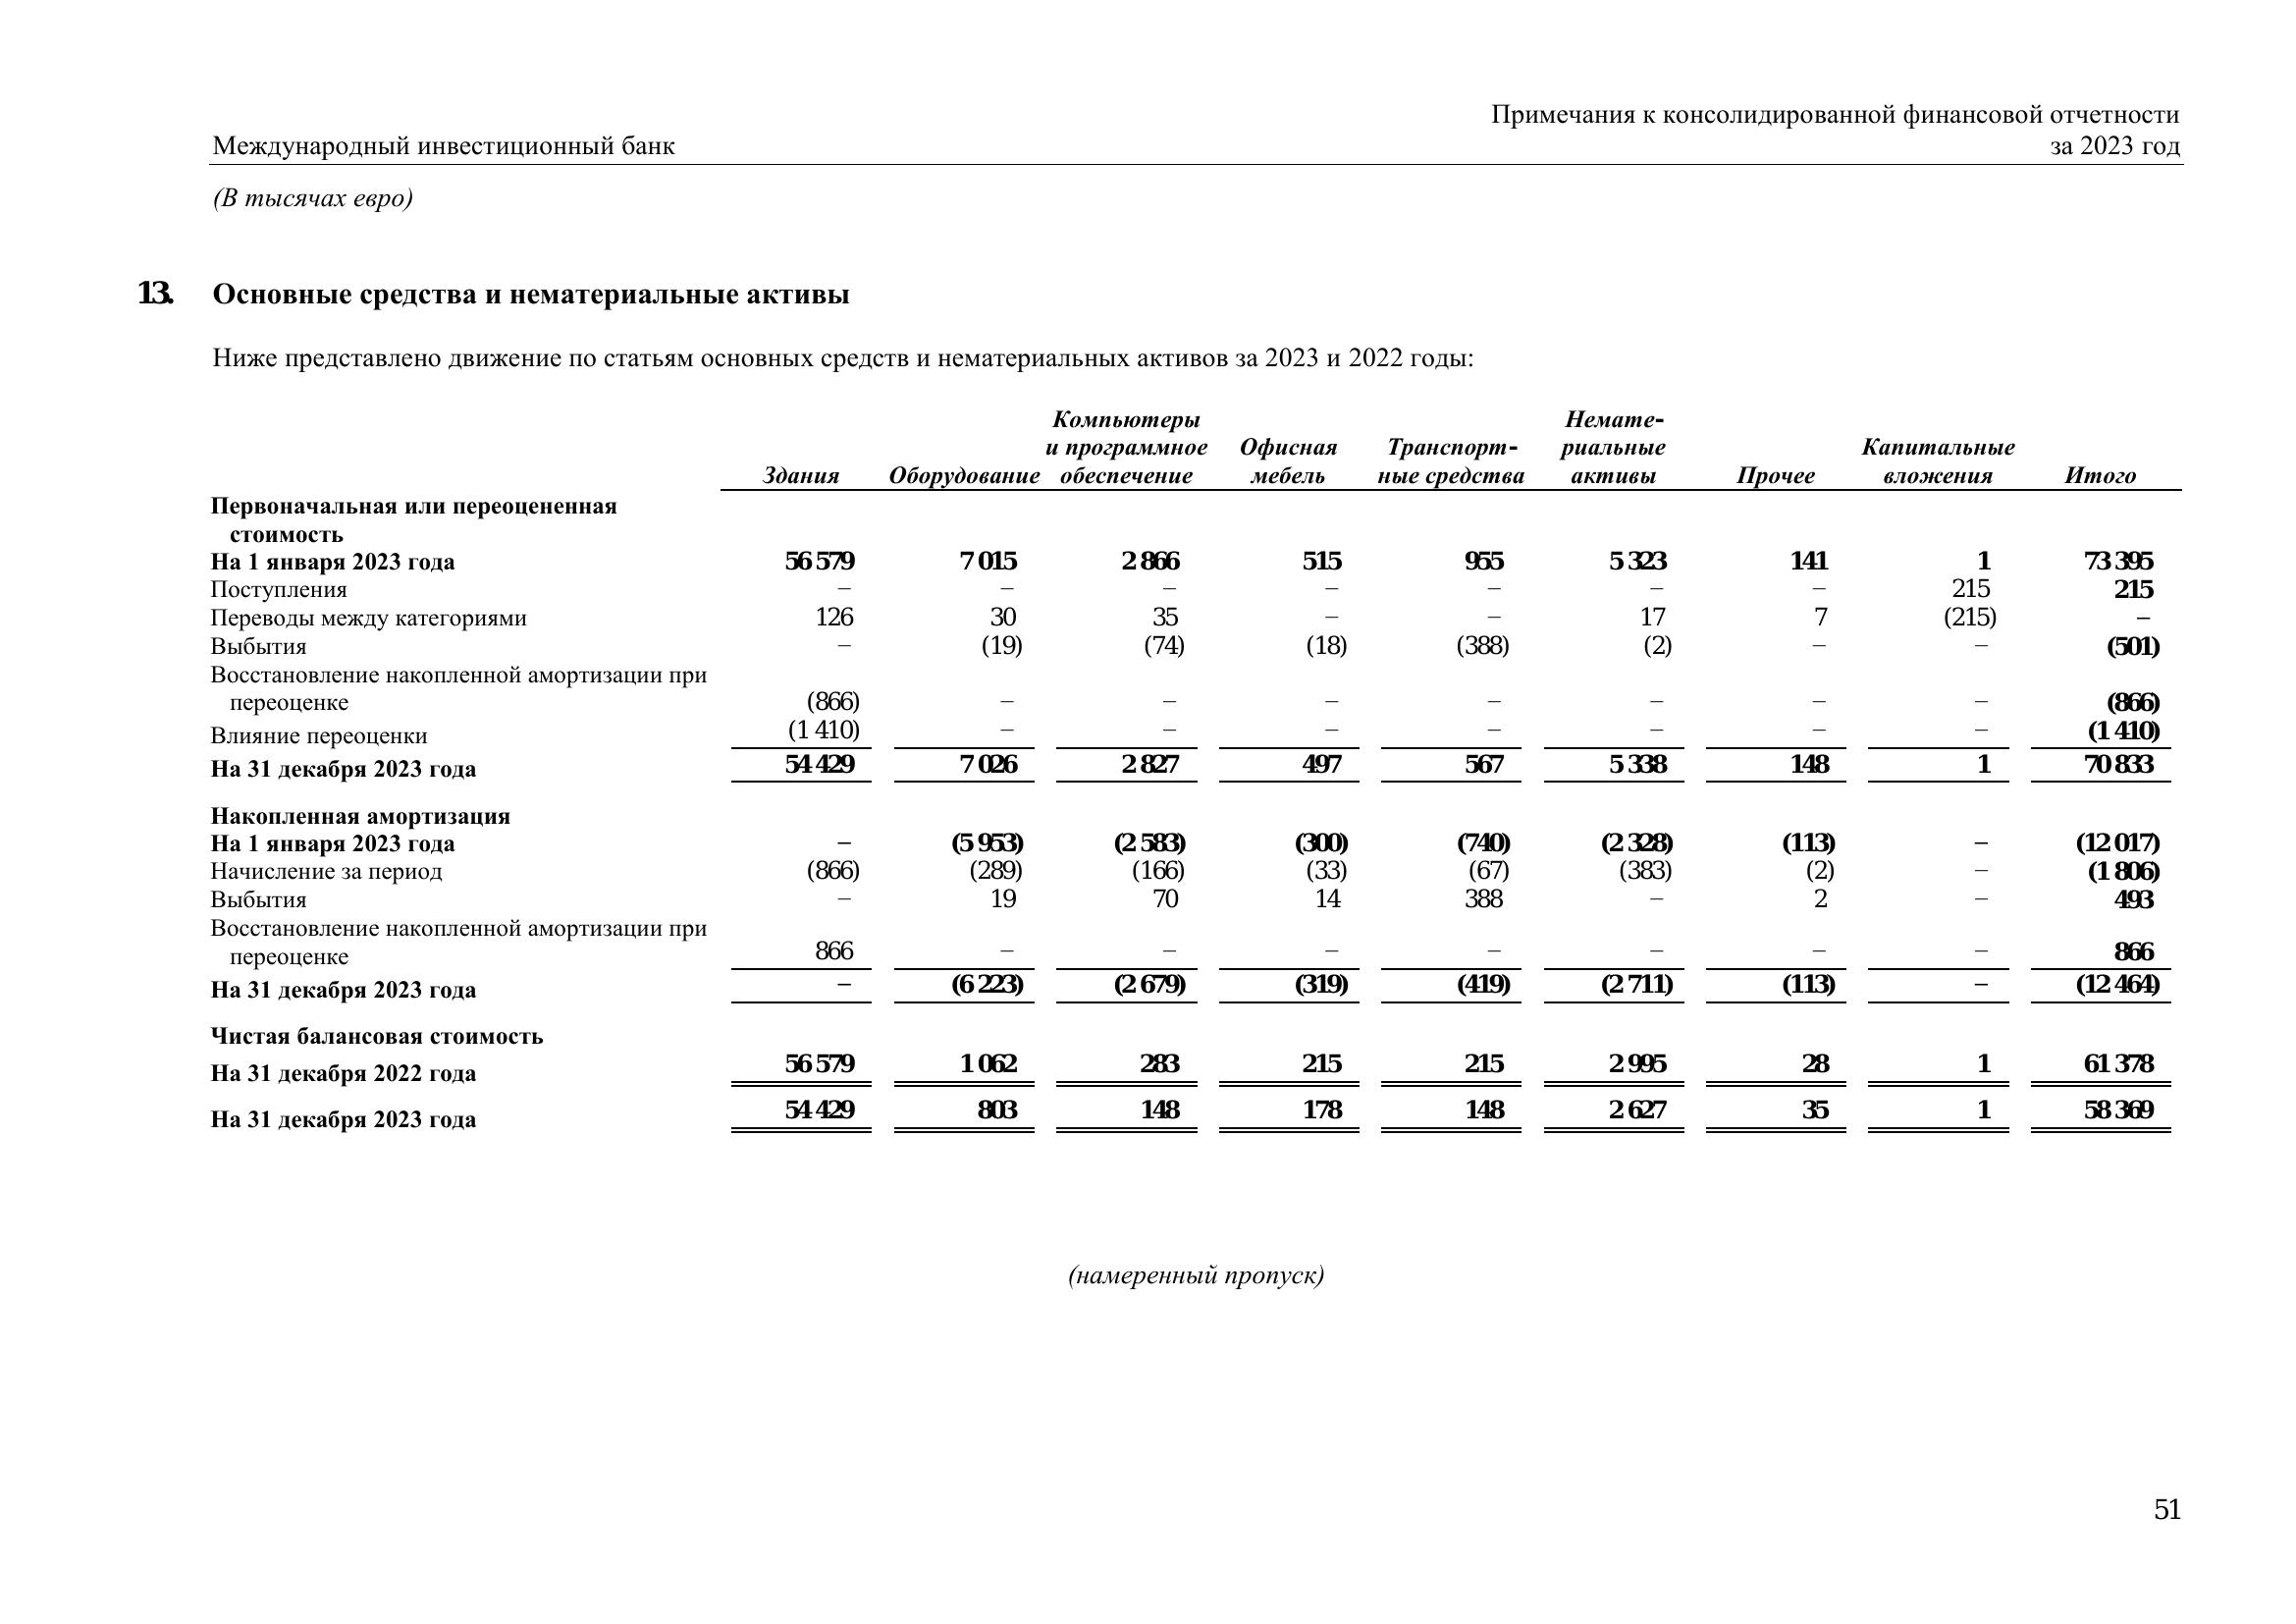 Примечания к консолидированной финансовой отчетности
Международный инвестиционный банк за 2023 год
(В тысячах евро)
13. Основные средства и нематериальные активы
Ниже представлено движение по статьям основных средств и нематериальных активов за 2023 и 2022 годы:
Компьютеры Немате-
и программное Офисная Транспорт- риальные Капитальные
Здания Оборудование обеспечение мебель ные средства активы Прочее вложения Итого
Первоначальная или переоцененная
стоимость
На 1 января 2023 года 56 579 7 015 2 866 515 955 5 323 141 1 73 395
Поступления – – – – – – – 215 215
Переводы между категориями 126 30 35 – – 17 7 (215) –
Выбытия – (19) (74) (18) (388) (2) – – (501)
Восстановление накопленной амортизации при
переоценке (866) – – – – – – – (866)
Влияние переоценки (1 410) – – – – – – – (1 410)
На 31 декабря 2023 года 54 429 7 026 2 827 497 567 5 338 148 1 70 833
Накопленная амортизация
На 1 января 2023 года – (5 953) (2 583) (300) (740) (2 328) (113) – (12 017)
Начисление за период (866) (289) (166) (33) (67) (383) (2) – (1 806)
Выбытия – 19 70 14 388 – 2 – 493
Восстановление накопленной амортизации при
переоценке 866 – – – – – – – 866
На 31 декабря 2023 года – (6 223) (2 679) (319) (419) (2 711) (113) – (12 464)
Чистая балансовая стоимость
На 31 декабря 2022 года 56 579 1 062 283 215 215 2 995 28 1 61 378
На 31 декабря 2023 года 54 429 803 148 178 148 2 627 35 1 58 369
(намеренный пропуск)
51